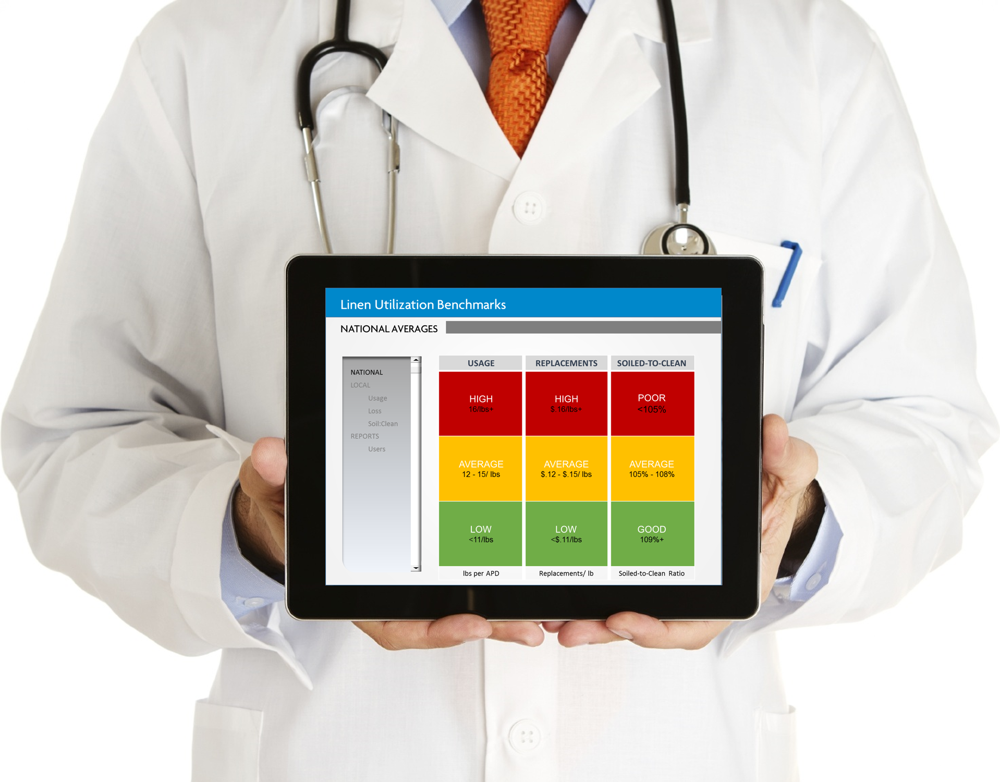 Linen Utilization Benchmarks
NATIONAL AVERAGES
NATIONAL
LOCAL
Usage
Loss
Soil:Clean
REPORTS
Users
USAGE REPLACEMENTS SOILED-TO-CLEAN
HIGH HIGH POOR
16/lbs+ $.16/lbs+ <105%
AVERAGE AVERAGE AVERAGE
12 - 15/ lbs $.12 - $.15/ lbs 105% - 108%
LOW LOW GOOD
<11/lbs <$.11/lbs 109%+
lbs per APD Replacements/ lb Soiled-to-Clean Ratio